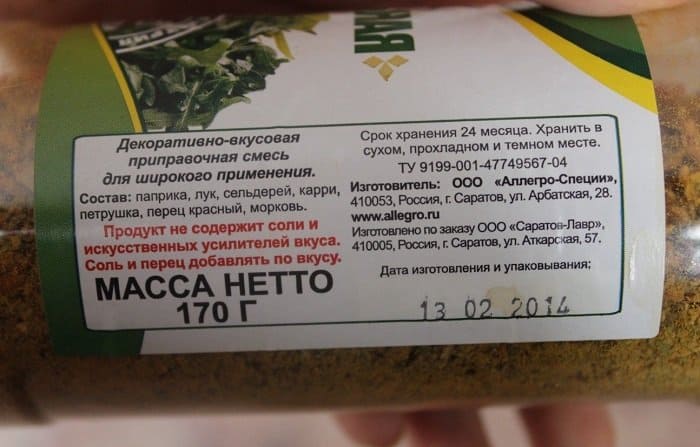 Декоративно-вкусовая
приправочная смесь
для широкого применения.
Состав: паприка, лук, сельдерей, карри,
петрушка, перец красный, морковь.
Продукт не содержит соли и
искусственных усилителей вкуса.
Соль и перец добавлять по вкусу.
МАССА НЕТТО
170 Г
Срок хранения 24 месяца. Хранить в
сухом, прохладном и темном месте.
ТУ 9199-001-47749567-04
Изготовитель: ООО «Аллегро-Специи»,
410053, Россия, г. Саратов, ул. Арбатская, 28.
www.allegro.ru
Изготовлено по заказу ООО «Саратов-Лавр»,
410005, Россия, г. Саратов, ул. Аткарская, 57.
Дата изготовления и упаковывания:
13 02 2014